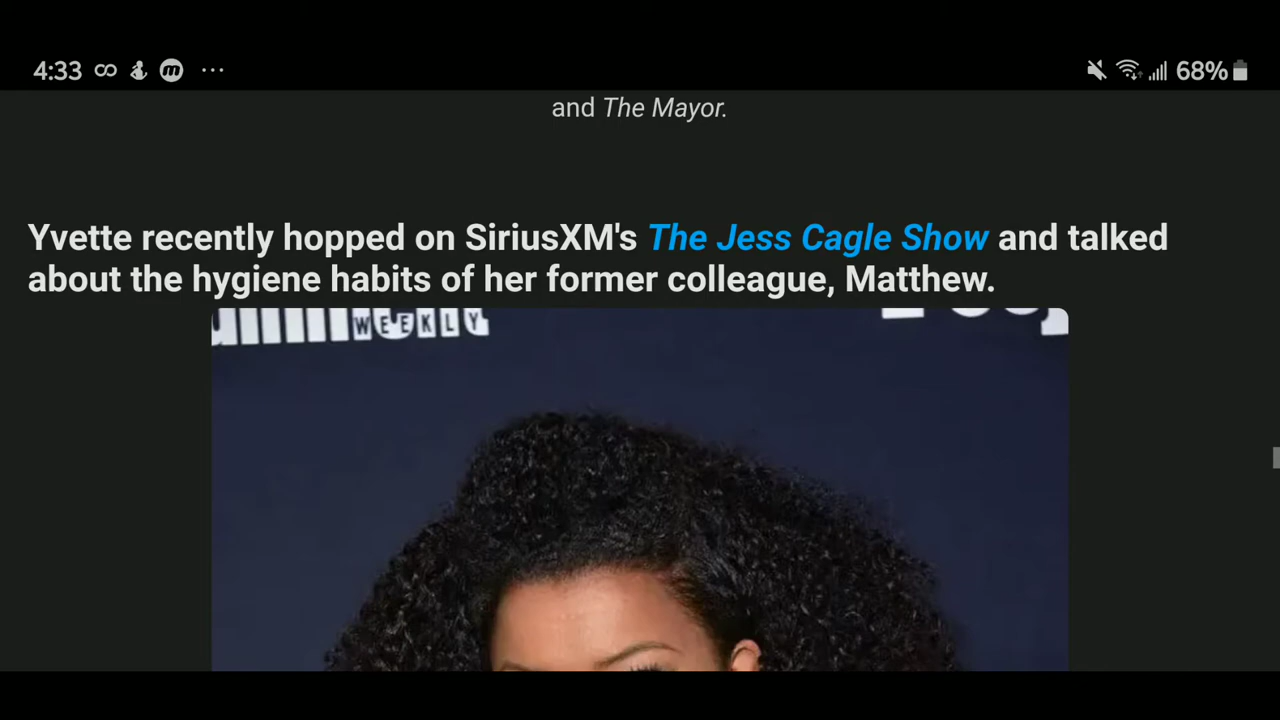 4:33
68%
and The Mayor.
Yvette recently hopped on SiriusXM's The Jess Cagle Show and talked
about the hygiene habits of her former colleague, Matthew.
WEEKLY